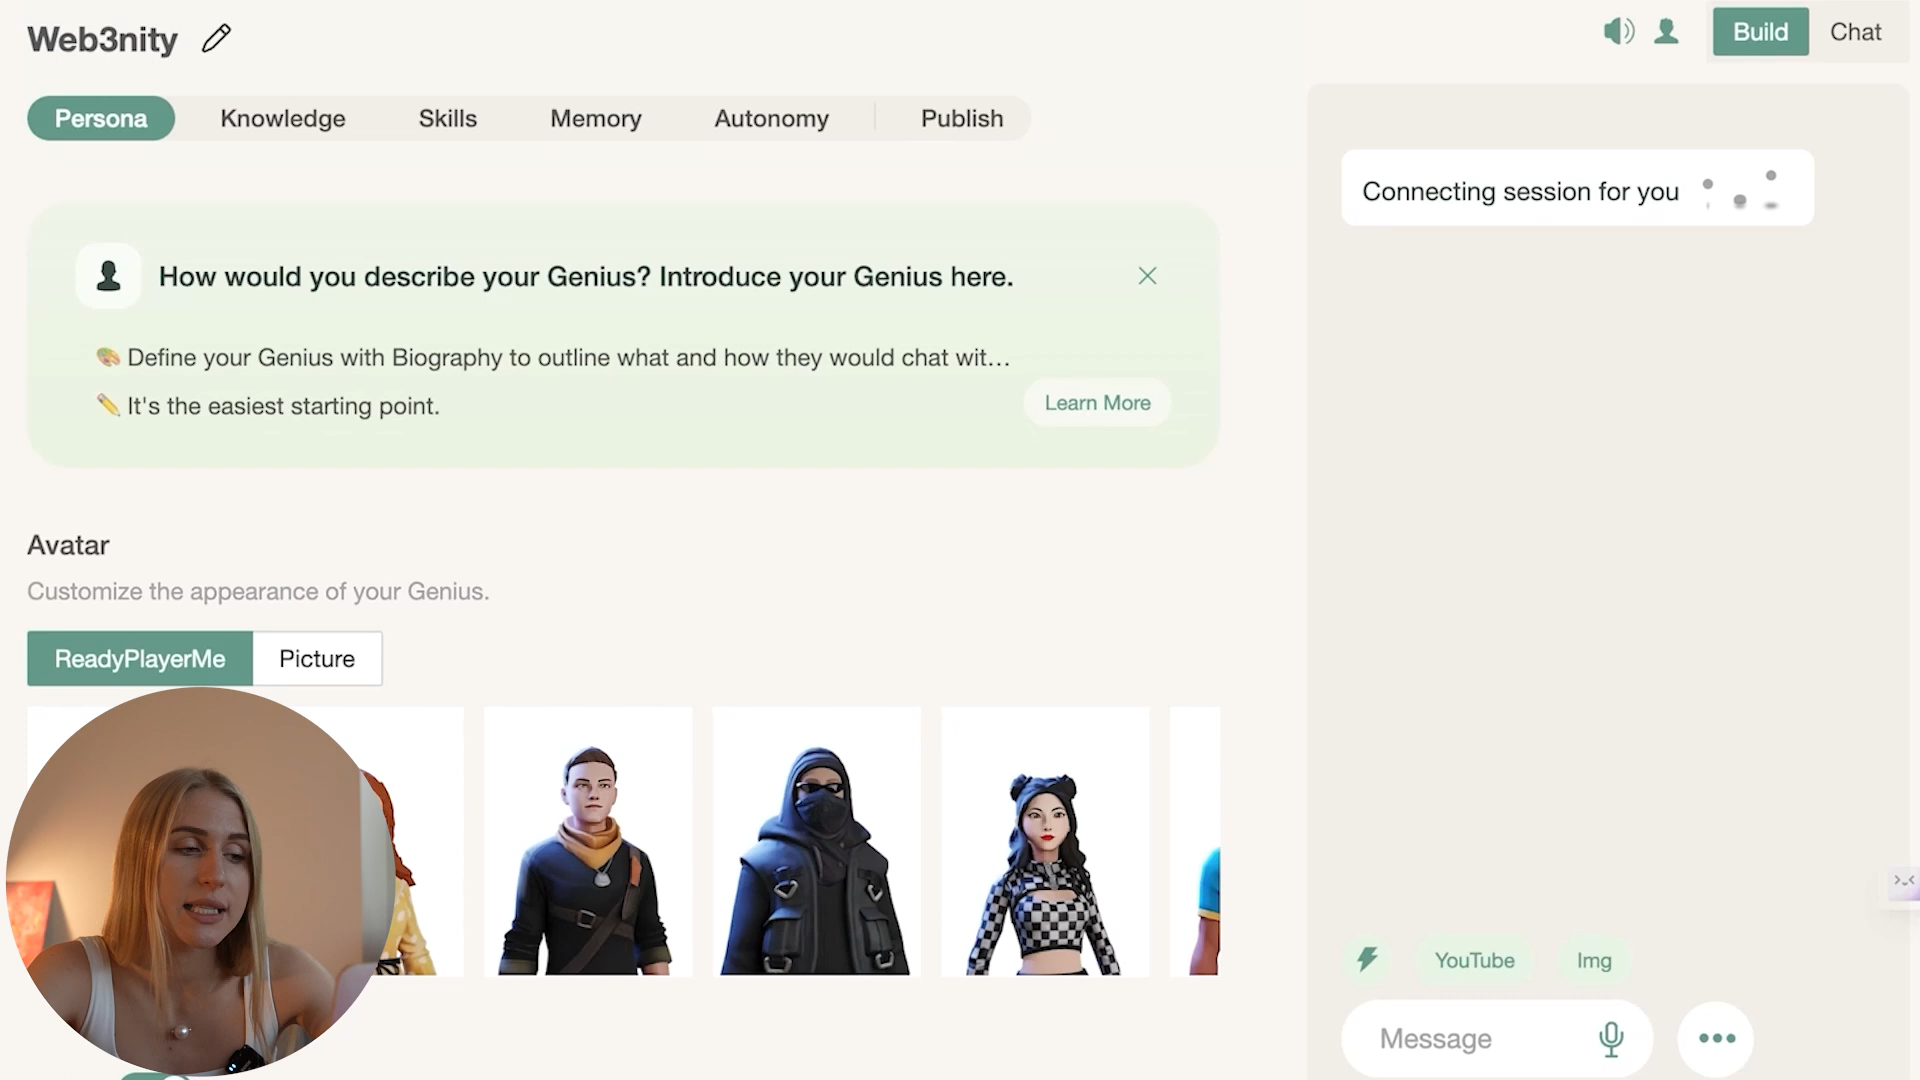 Web3nity
Build
Chat
Persona
Knowledge
Skills
Memory
Autonomy
Publish
Connecting session for you
How would you describe your Genius? Introduce your Genius here.
Define your Genius with Biography to outline what and how they would chat wit…
It's the easiest starting point.
Learn More
Avatar
Customize the appearance of your Genius.
ReadyPlayerMe
Picture
YouTube
Img
Message